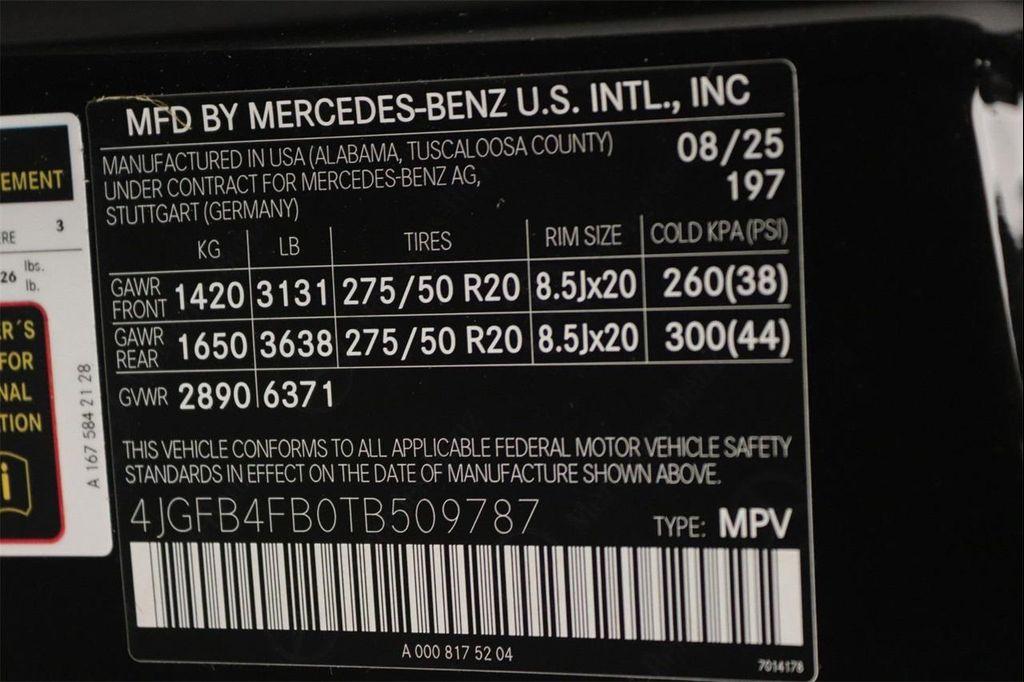 MFD BY MERCEDES-BENZ U.S. INTL., INC
MANUFACTURED IN USA (ALABAMA, TUSCALOOSA COUNTY) 08/25
UNDER CONTRACT FOR MERCEDES-BENZ AG, 197
STUTTGART (GERMANY)
KG LB TIRES RIM SIZE COLD KPA (PSI)
GAWR FRONT 1420 3131 275/50 R20 8.5Jx20 260(38)
GAWR REAR 1650 3638 275/50 R20 8.5Jx20 300(44)
GVWR 2890 6371
THIS VEHICLE CONFORMS TO ALL APPLICABLE FEDERAL MOTOR VEHICLE SAFETY
STANDARDS IN EFFECT ON THE DATE OF MANUFACTURE SHOWN ABOVE.
4JGFB4FB0TB509787 TYPE: MPV
A 000 817 52 04
7014178
EMENT
RE 3
26 lbs.
lb.
R´S
FOR
NAL
TION
i
A 167 584 21 28